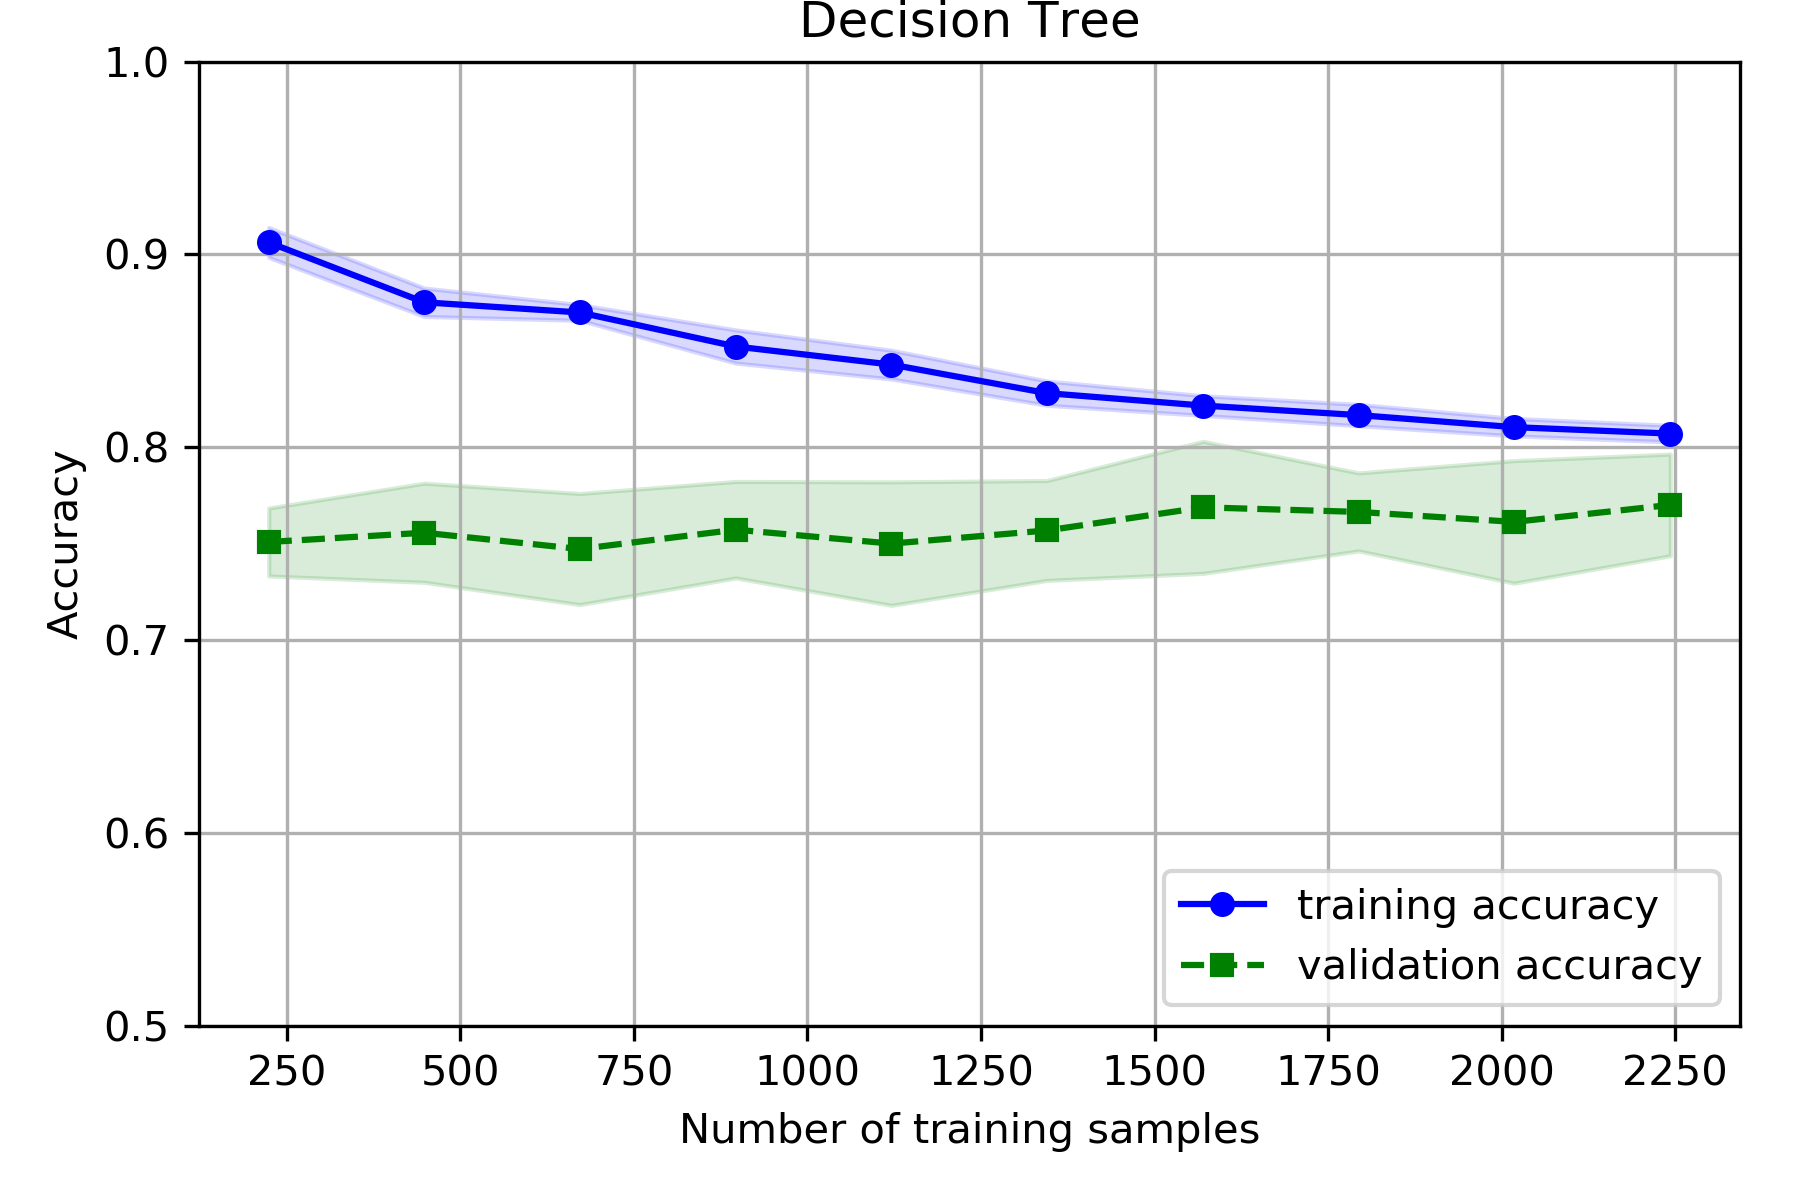 Decision Tree
1.0
0.9
0.8
0.7
0.6
0.5
Accuracy
training accuracy
validation accuracy
250 500 750 1000 1250 1500 1750 2000 2250
Number of training samples